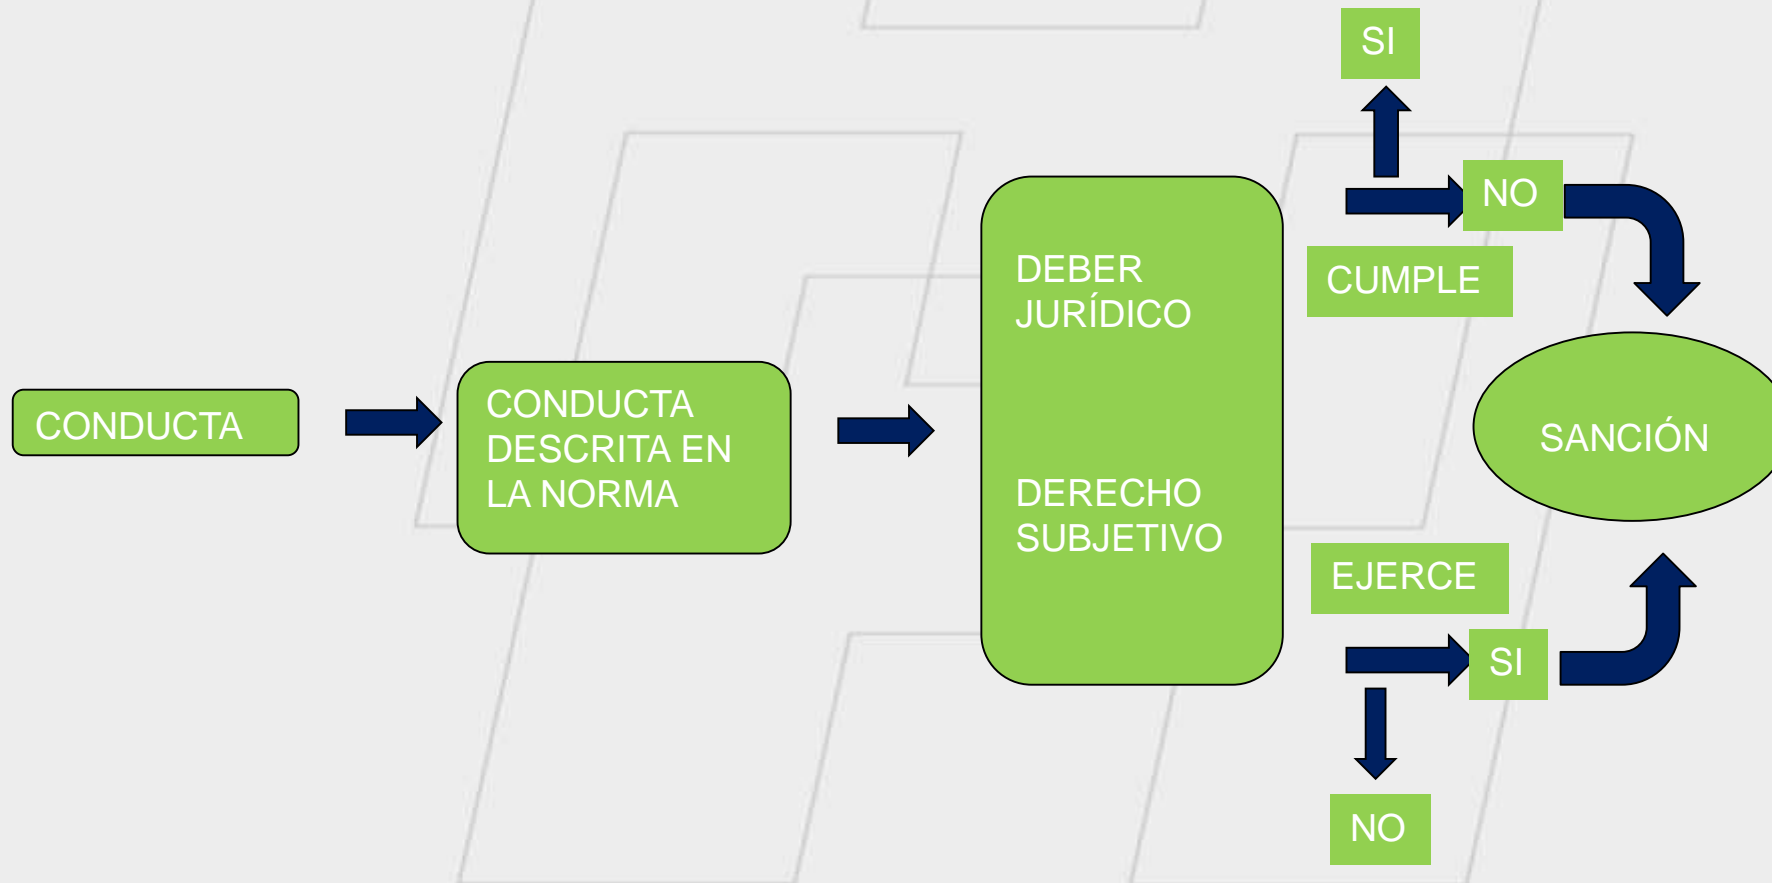 CONDUCTA
CONDUCTA
DESCRITA EN
LA NORMA
DEBER
JURÍDICO
DERECHO
SUBJETIVO
SI
NO
CUMPLE
SANCIÓN
EJERCE
SI
NO